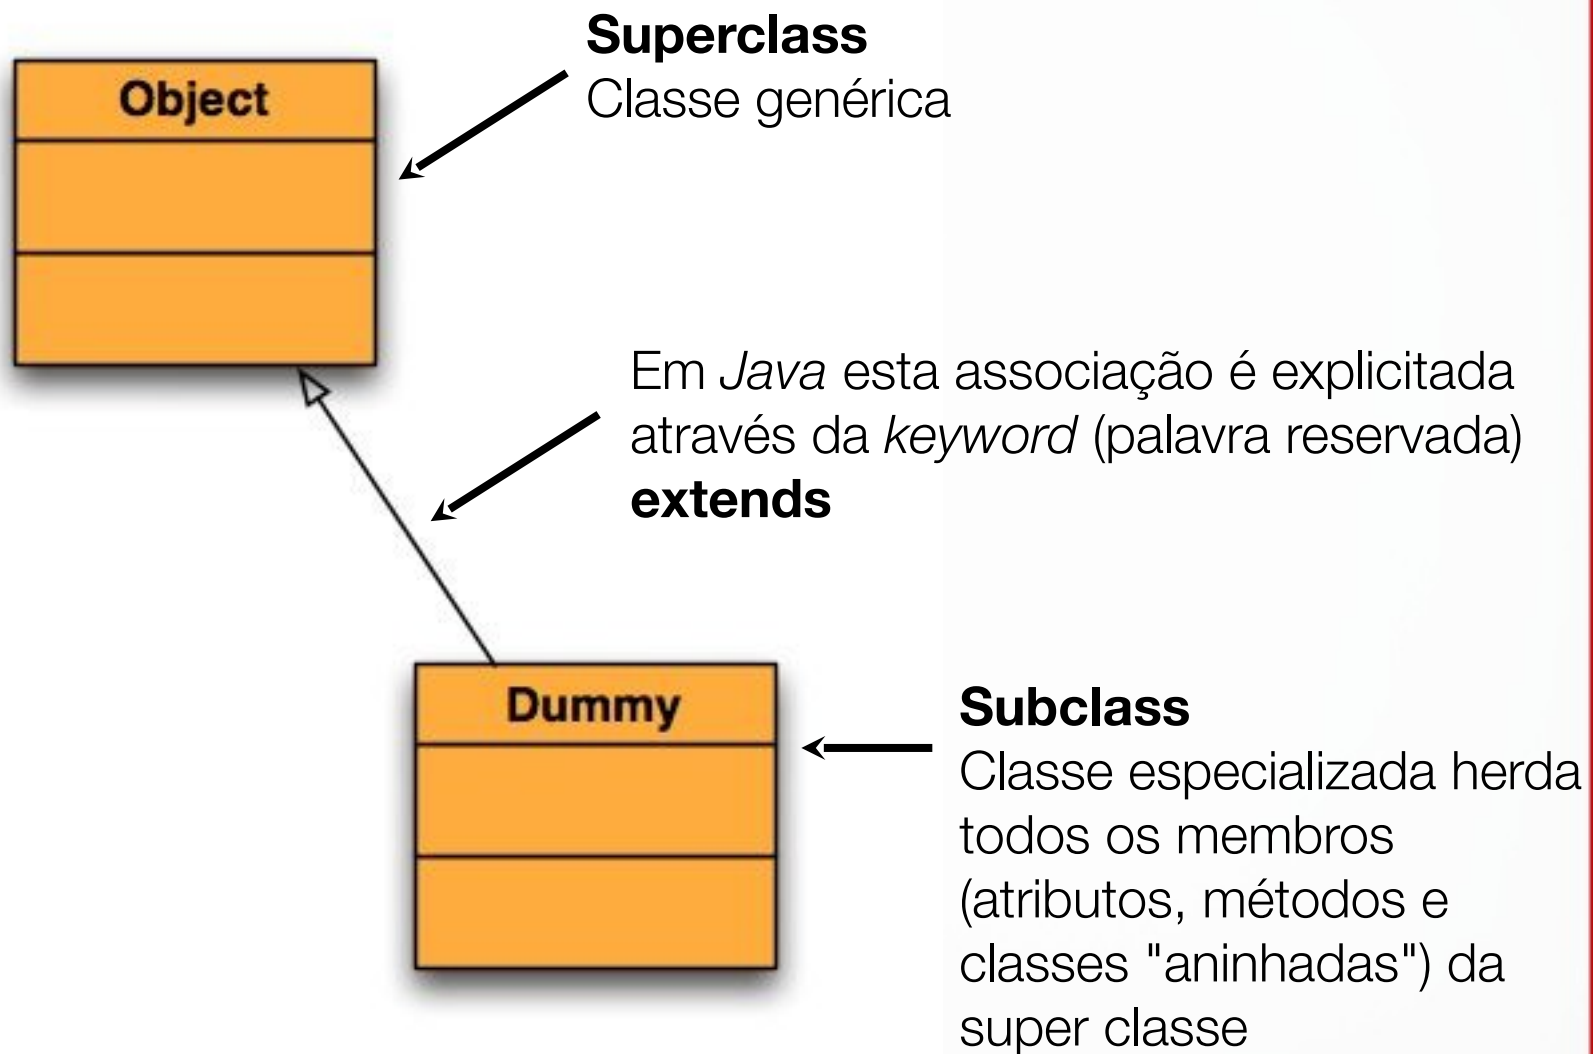 Superclass
Classe genérica
Object
Em Java esta associação é explicitada
através da keyword (palavra reservada)
extends
Dummy
Subclass
Classe especializada herda
todos os membros
(atributos, métodos e
classes "aninhadas") da
super classe